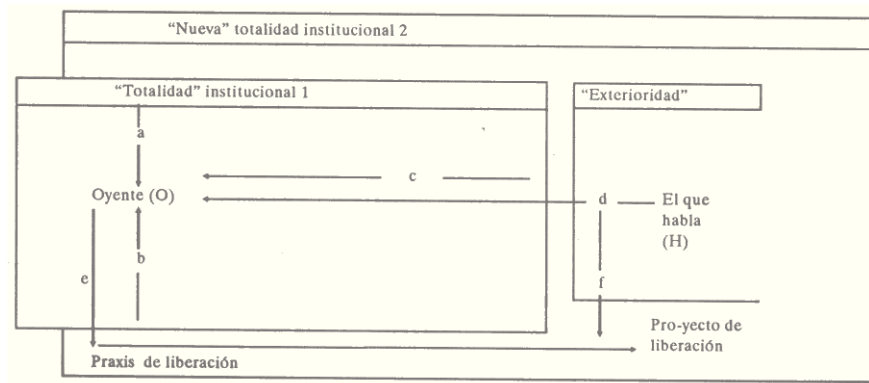 “Nueva” totalidad institucional 2
“Totalidad” institucional 1
“Exterioridad”
a
c
Oyente (O)
d
El que
habla
(H)
b
e
f
Pro-yecto de
liberación
Praxis de liberación